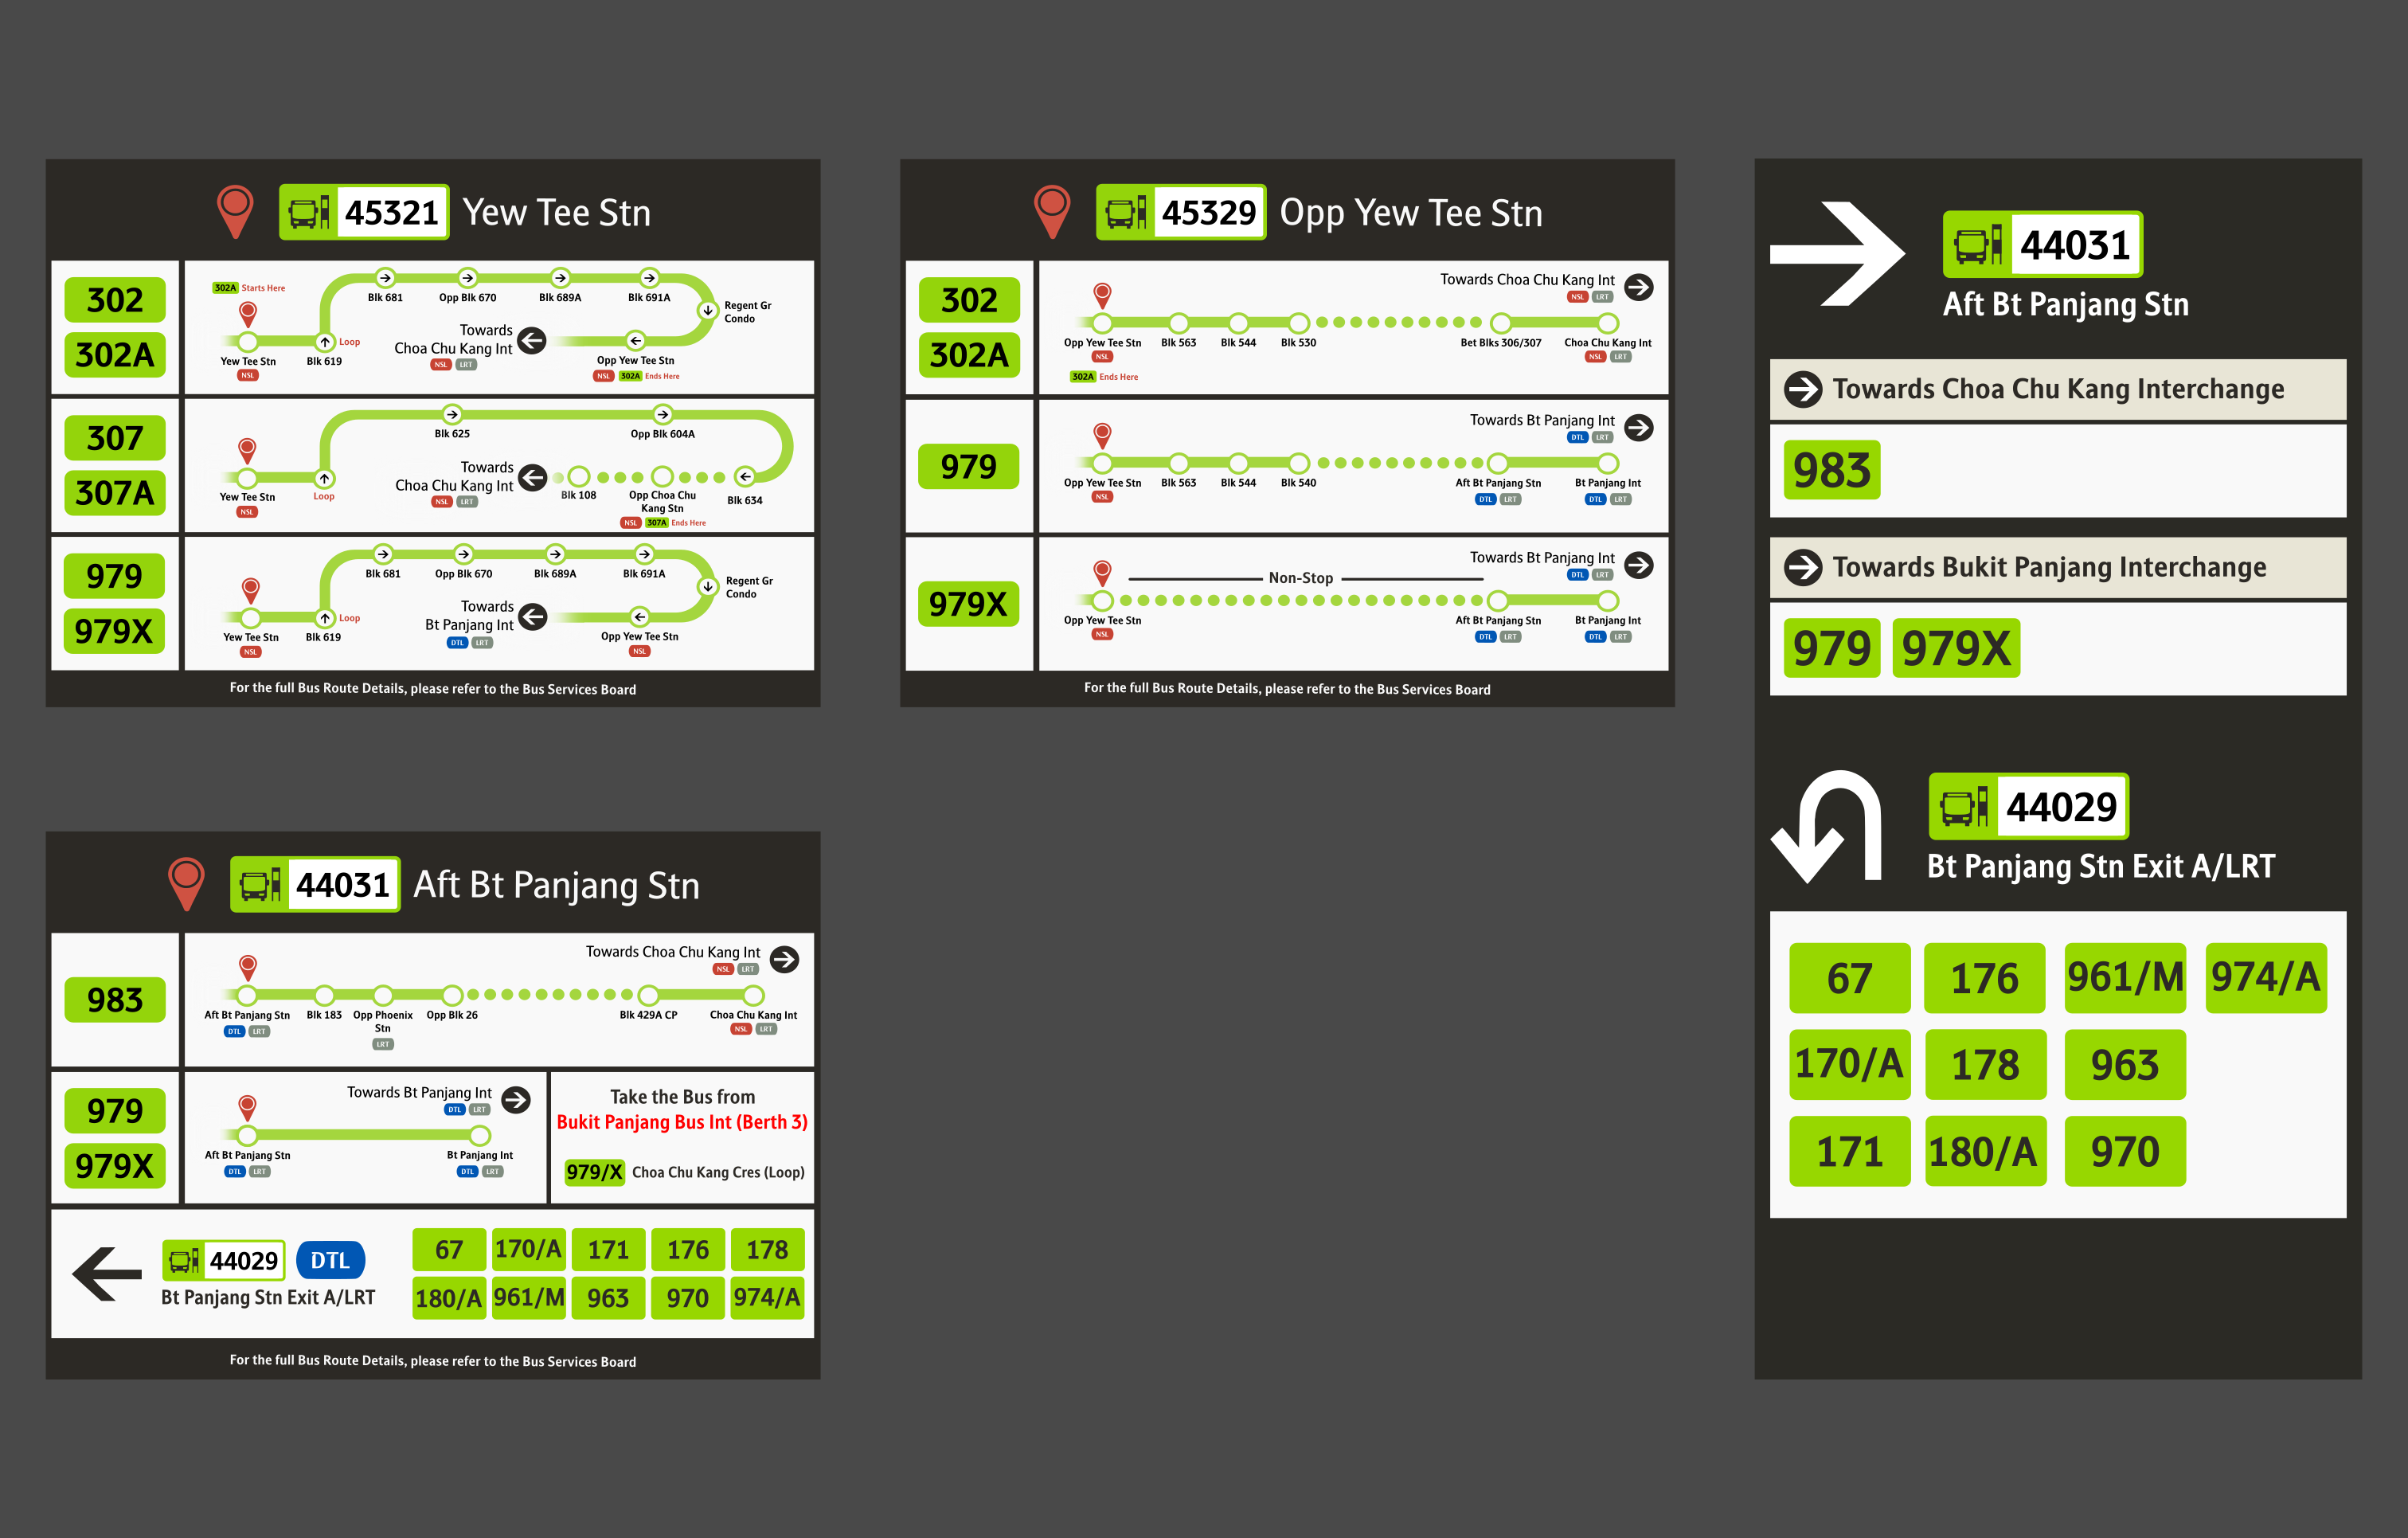 45321 Yew Tee Stn
302
302A
302A Starts Here
Yew Tee Stn
NSL
Blk 619
Loop
Blk 681
Opp Blk 670
Blk 689A
Blk 691A
Regent Gr
Condo
Opp Yew Tee Stn
NSL 302A Ends Here
Towards
Choa Chu Kang Int
NSL LRT
307
307A
Yew Tee Stn
NSL
Loop
Blk 625
Opp Blk 604A
Blk 634
Opp Choa Chu
Kang Stn
NSL 307A Ends Here
Blk 108
Towards
Choa Chu Kang Int
NSL LRT
979
979X
Yew Tee Stn
NSL
Blk 619
Loop
Blk 681
Opp Blk 670
Blk 689A
Blk 691A
Regent Gr
Condo
Opp Yew Tee Stn
NSL
Towards
Bt Panjang Int
DTL LRT
For the full Bus Route Details, please refer to the Bus Services Board
45329 Opp Yew Tee Stn
302
302A
Towards Choa Chu Kang Int
NSL LRT
Opp Yew Tee Stn
NSL
302A Ends Here
Blk 563
Blk 544
Blk 530
Bet Blks 306/307
Choa Chu Kang Int
NSL LRT
979
Towards Bt Panjang Int
DTL LRT
Opp Yew Tee Stn
NSL
Blk 563
Blk 544
Blk 540
Aft Bt Panjang Stn
DTL LRT
Bt Panjang Int
DTL LRT
979X
Towards Bt Panjang Int
DTL LRT
Non-Stop
Opp Yew Tee Stn
NSL
Aft Bt Panjang Stn
DTL LRT
Bt Panjang Int
DTL LRT
For the full Bus Route Details, please refer to the Bus Services Board
44031
Aft Bt Panjang Stn
Towards Choa Chu Kang Interchange
983
Towards Bukit Panjang Interchange
979 979X
44029
Bt Panjang Stn Exit A/LRT
67 176 961/M 974/A
170/A 178 963
171 180/A 970
44031 Aft Bt Panjang Stn
983
Towards Choa Chu Kang Int
NSL LRT
Aft Bt Panjang Stn
DTL LRT
Blk 183
Opp Phoenix
Stn
LRT
Opp Blk 26
Blk 429A CP
Choa Chu Kang Int
NSL LRT
979
979X
Towards Bt Panjang Int
DTL LRT
Aft Bt Panjang Stn
DTL LRT
Bt Panjang Int
DTL LRT
Take the Bus from
Bukit Panjang Bus Int (Berth 3)
979/X Choa Chu Kang Cres (Loop)
44029 DTL
Bt Panjang Stn Exit A/LRT
67 170/A 171 176 178
180/A 961/M 963 970 974/A
For the full Bus Route Details, please refer to the Bus Services Board